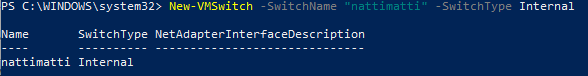 PS C:\WINDOWS\system32> New-VMSwitch -SwitchName "nattimatti" -SwitchType Internal
Name SwitchType NetAdapterInterfaceDescription
---- ---------- ------------------------------
nattimatti Internal